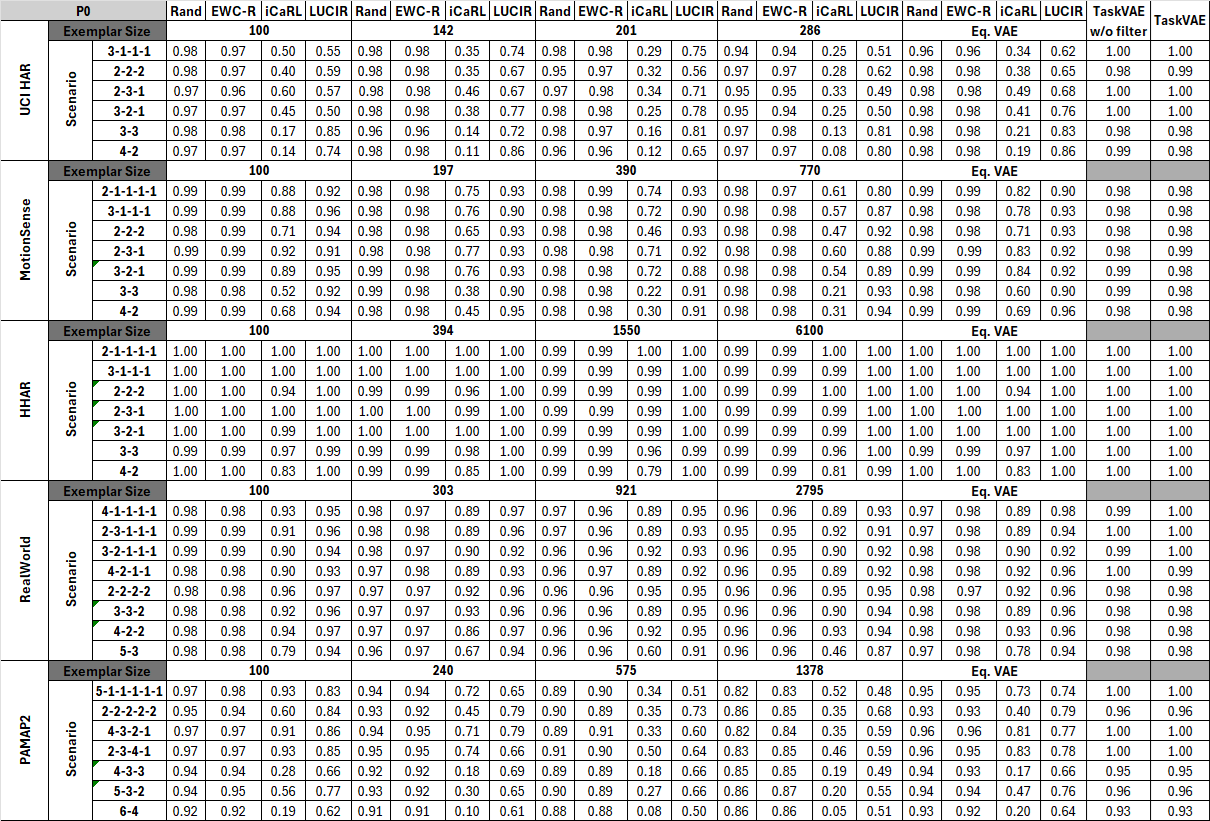 P0 Rand EWC-R iCaRL LUCIR Rand EWC-R iCaRL LUCIR Rand EWC-R iCaRL LUCIR Rand EWC-R iCaRL LUCIR Rand EWC-R iCaRL LUCIR TaskVAE w/o filter TaskVAE
Exemplar Size 100 142 201 286 Eq. VAE
UCI HAR
Scenario
3-1-1-1 0.98 0.97 0.50 0.55 0.98 0.98 0.35 0.74 0.98 0.98 0.29 0.75 0.94 0.94 0.25 0.51 0.96 0.96 0.34 0.62 1.00 1.00
2-2-2 0.98 0.97 0.40 0.59 0.98 0.98 0.35 0.67 0.95 0.97 0.32 0.56 0.97 0.97 0.28 0.62 0.98 0.98 0.38 0.65 0.98 0.99
2-3-1 0.97 0.96 0.60 0.57 0.98 0.98 0.46 0.67 0.97 0.98 0.34 0.71 0.95 0.95 0.33 0.49 0.98 0.98 0.49 0.68 1.00 1.00
3-2-1 0.97 0.97 0.45 0.50 0.98 0.98 0.38 0.77 0.98 0.98 0.25 0.78 0.95 0.94 0.25 0.50 0.98 0.98 0.41 0.76 1.00 1.00
3-3 0.98 0.98 0.17 0.85 0.96 0.96 0.14 0.72 0.98 0.97 0.16 0.81 0.97 0.98 0.13 0.81 0.98 0.98 0.21 0.83 0.98 0.98
4-2 0.97 0.97 0.14 0.74 0.98 0.98 0.11 0.86 0.96 0.96 0.12 0.65 0.97 0.97 0.08 0.80 0.98 0.98 0.19 0.86 0.99 0.98
Exemplar Size 100 197 390 770 Eq. VAE
MotionSense
Scenario
2-1-1-1-1 0.99 0.99 0.88 0.92 0.98 0.98 0.75 0.93 0.98 0.99 0.74 0.93 0.98 0.97 0.61 0.80 0.99 0.99 0.82 0.90 0.98 0.98
3-1-1-1 0.99 0.99 0.88 0.96 0.98 0.98 0.76 0.90 0.98 0.98 0.72 0.90 0.98 0.98 0.57 0.87 0.98 0.98 0.78 0.93 0.98 0.98
2-2-2 0.98 0.99 0.71 0.94 0.98 0.98 0.65 0.93 0.98 0.98 0.46 0.93 0.98 0.98 0.47 0.92 0.98 0.98 0.71 0.93 0.98 0.98
2-3-1 0.99 0.99 0.92 0.91 0.98 0.98 0.77 0.93 0.98 0.98 0.71 0.92 0.98 0.98 0.60 0.88 0.99 0.99 0.83 0.92 0.98 0.99
3-2-1 0.99 0.99 0.89 0.95 0.99 0.98 0.76 0.93 0.98 0.98 0.72 0.88 0.98 0.98 0.54 0.89 0.99 0.99 0.84 0.92 0.99 0.98
3-3 0.98 0.98 0.52 0.92 0.99 0.98 0.38 0.90 0.98 0.98 0.22 0.91 0.98 0.98 0.21 0.93 0.98 0.98 0.60 0.90 0.99 0.98
4-2 0.99 0.99 0.68 0.94 0.98 0.98 0.45 0.95 0.98 0.98 0.30 0.91 0.98 0.98 0.31 0.94 0.99 0.99 0.69 0.96 0.98 0.98
Exemplar Size 100 394 1550 6100 Eq. VAE
HHAR
Scenario
2-1-1-1-1 1.00 1.00 1.00 1.00 1.00 1.00 1.00 1.00 0.99 0.99 1.00 1.00 0.99 0.99 1.00 1.00 1.00 1.00 1.00 1.00 1.00 1.00
3-1-1-1 1.00 1.00 1.00 1.00 1.00 1.00 1.00 1.00 0.99 0.99 0.99 1.00 0.99 0.99 0.99 1.00 1.00 1.00 1.00 1.00 1.00 1.00
2-2-2 1.00 1.00 0.94 1.00 0.99 0.99 0.96 1.00 0.99 0.99 0.99 1.00 0.99 0.99 1.00 1.00 1.00 1.00 0.94 1.00 1.00 1.00
2-3-1 1.00 1.00 1.00 1.00 1.00 1.00 0.99 1.00 0.99 0.99 0.99 1.00 0.99 0.99 0.99 1.00 1.00 1.00 1.00 1.00 1.00 1.00
3-2-1 1.00 1.00 0.99 1.00 1.00 1.00 1.00 1.00 0.99 0.99 0.99 1.00 0.99 0.99 0.99 1.00 1.00 1.00 1.00 1.00 1.00 1.00
3-3 0.99 0.99 0.97 0.99 0.99 0.99 0.98 1.00 0.99 0.99 0.96 1.00 0.99 0.99 0.96 1.00 0.99 0.99 0.97 1.00 1.00 1.00
4-2 1.00 1.00 0.83 1.00 0.99 0.99 0.85 1.00 0.99 0.99 0.79 1.00 0.99 0.99 0.81 0.99 1.00 1.00 0.83 1.00 1.00 1.00
Exemplar Size 100 303 921 2795 Eq. VAE
RealWorld
Scenario
4-1-1-1-1 0.98 0.98 0.93 0.95 0.98 0.98 0.89 0.97 0.97 0.96 0.89 0.95 0.96 0.96 0.89 0.93 0.97 0.98 0.89 0.98 0.99 1.00
2-3-1-1-1 0.99 0.99 0.91 0.96 0.98 0.98 0.89 0.96 0.97 0.96 0.89 0.93 0.95 0.95 0.92 0.91 0.97 0.98 0.89 0.94 1.00 1.00
3-2-1-1-1 0.99 0.99 0.90 0.94 0.98 0.97 0.90 0.92 0.96 0.96 0.92 0.93 0.96 0.95 0.90 0.92 0.98 0.98 0.90 0.92 0.99 1.00
4-2-1-1 0.98 0.98 0.90 0.93 0.97 0.98 0.89 0.93 0.96 0.97 0.89 0.92 0.96 0.95 0.89 0.92 0.98 0.98 0.92 0.96 1.00 0.99
2-2-2-2 0.98 0.98 0.96 0.97 0.97 0.97 0.92 0.96 0.96 0.96 0.95 0.95 0.96 0.96 0.95 0.95 0.98 0.97 0.92 0.96 0.98 0.98
3-3-2 0.98 0.98 0.92 0.96 0.97 0.97 0.93 0.96 0.96 0.96 0.89 0.95 0.96 0.96 0.90 0.94 0.98 0.98 0.89 0.96 0.98 0.98
4-2-2 0.98 0.98 0.94 0.97 0.97 0.97 0.86 0.97 0.96 0.96 0.92 0.95 0.96 0.96 0.93 0.94 0.98 0.98 0.93 0.96 0.98 0.98
5-3 0.98 0.98 0.79 0.94 0.96 0.97 0.67 0.94 0.96 0.96 0.60 0.91 0.96 0.96 0.46 0.87 0.97 0.98 0.78 0.94 0.98 0.98
Exemplar Size 100 240 575 1378 Eq. VAE
PAMAP2
Scenario
5-1-1-1-1-1 0.97 0.98 0.93 0.83 0.94 0.94 0.72 0.65 0.89 0.90 0.34 0.51 0.82 0.83 0.52 0.48 0.95 0.95 0.73 0.74 1.00 1.00
2-2-2-2-2 0.95 0.94 0.60 0.84 0.93 0.92 0.45 0.79 0.90 0.89 0.35 0.73 0.86 0.85 0.35 0.68 0.93 0.93 0.40 0.79 0.96 0.96
4-3-2-1 0.97 0.97 0.91 0.86 0.94 0.95 0.71 0.79 0.89 0.91 0.33 0.60 0.82 0.84 0.35 0.59 0.96 0.96 0.81 0.77 1.00 1.00
2-3-4-1 0.97 0.97 0.93 0.85 0.95 0.95 0.74 0.66 0.91 0.90 0.50 0.64 0.83 0.85 0.46 0.59 0.96 0.95 0.83 0.78 1.00 1.00
4-3-3 0.94 0.94 0.28 0.66 0.92 0.92 0.18 0.69 0.89 0.89 0.18 0.66 0.85 0.85 0.19 0.49 0.94 0.93 0.17 0.66 0.95 0.95
5-3-2 0.94 0.95 0.56 0.77 0.93 0.92 0.30 0.65 0.90 0.89 0.27 0.66 0.86 0.87 0.20 0.55 0.94 0.94 0.47 0.76 0.96 0.96
6-4 0.92 0.92 0.19 0.62 0.91 0.91 0.10 0.61 0.88 0.88 0.08 0.50 0.86 0.86 0.05 0.51 0.93 0.92 0.20 0.64 0.93 0.93